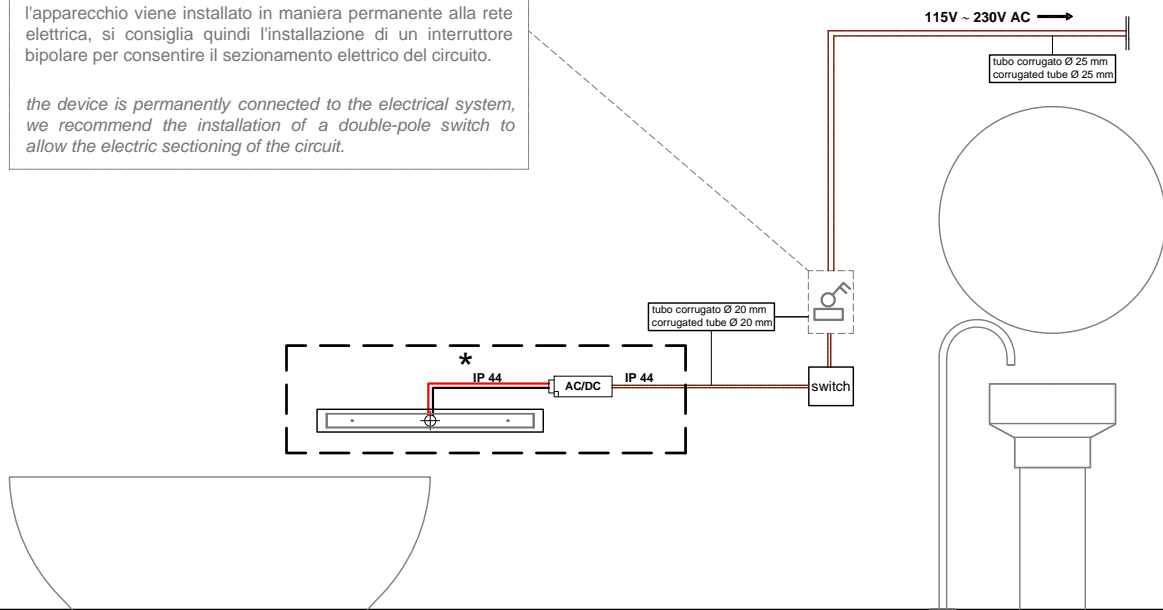 l'apparecchio viene installato in maniera permanente alla rete
elettrica, si consiglia quindi l'installazione di un interruttore
bipolare per consentire il sezionamento elettrico del circuito.
the device is permanently connected to the electrical system,
we recommend the installation of a double-pole switch to
allow the electric sectioning of the circuit.
115V ~ 230V AC
tubo corrugato Ø 25 mm
corrugated tube Ø 25 mm
tubo corrugato Ø 20 mm
corrugated tube Ø 20 mm
*
IP 44
AC/DC
IP 44
switch